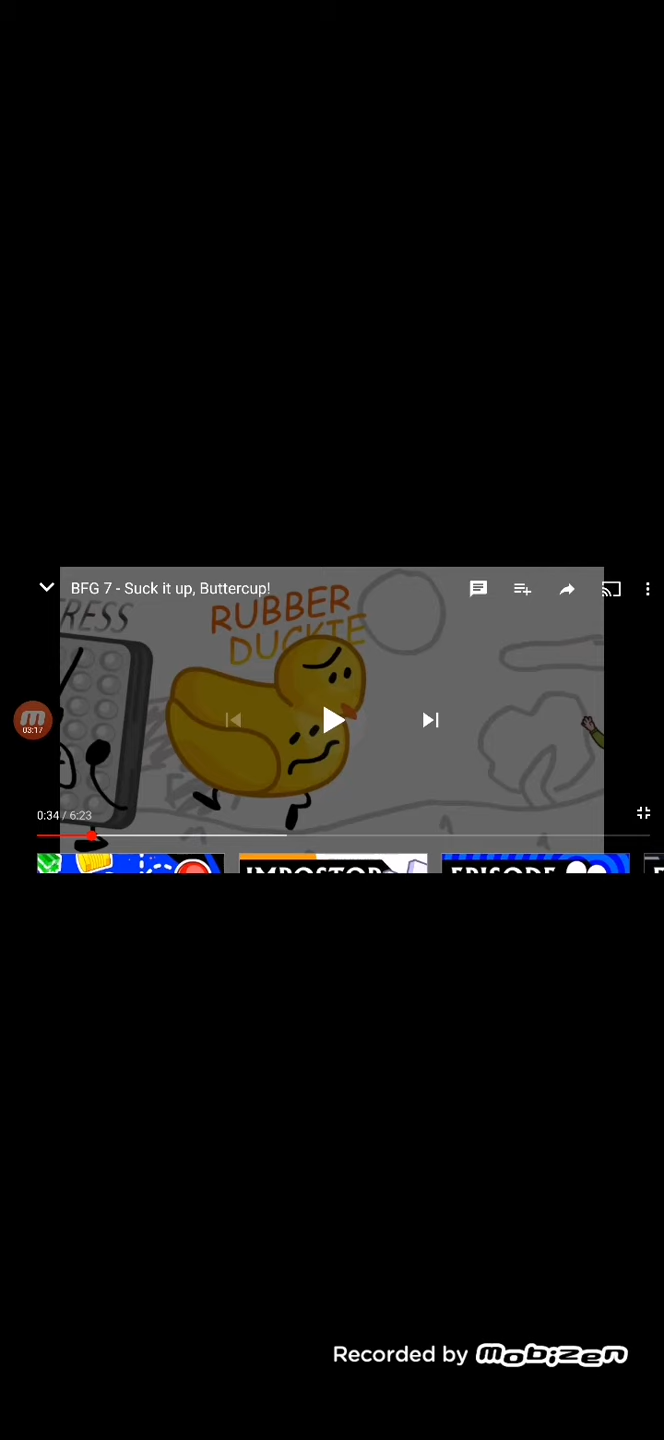 BFG 7 - Suck it up, Buttercup!
RUBBER
DUCKIE
03:17
0:34 / 6:23
IMPOSTOR
EPISODE
Recorded by mobizen